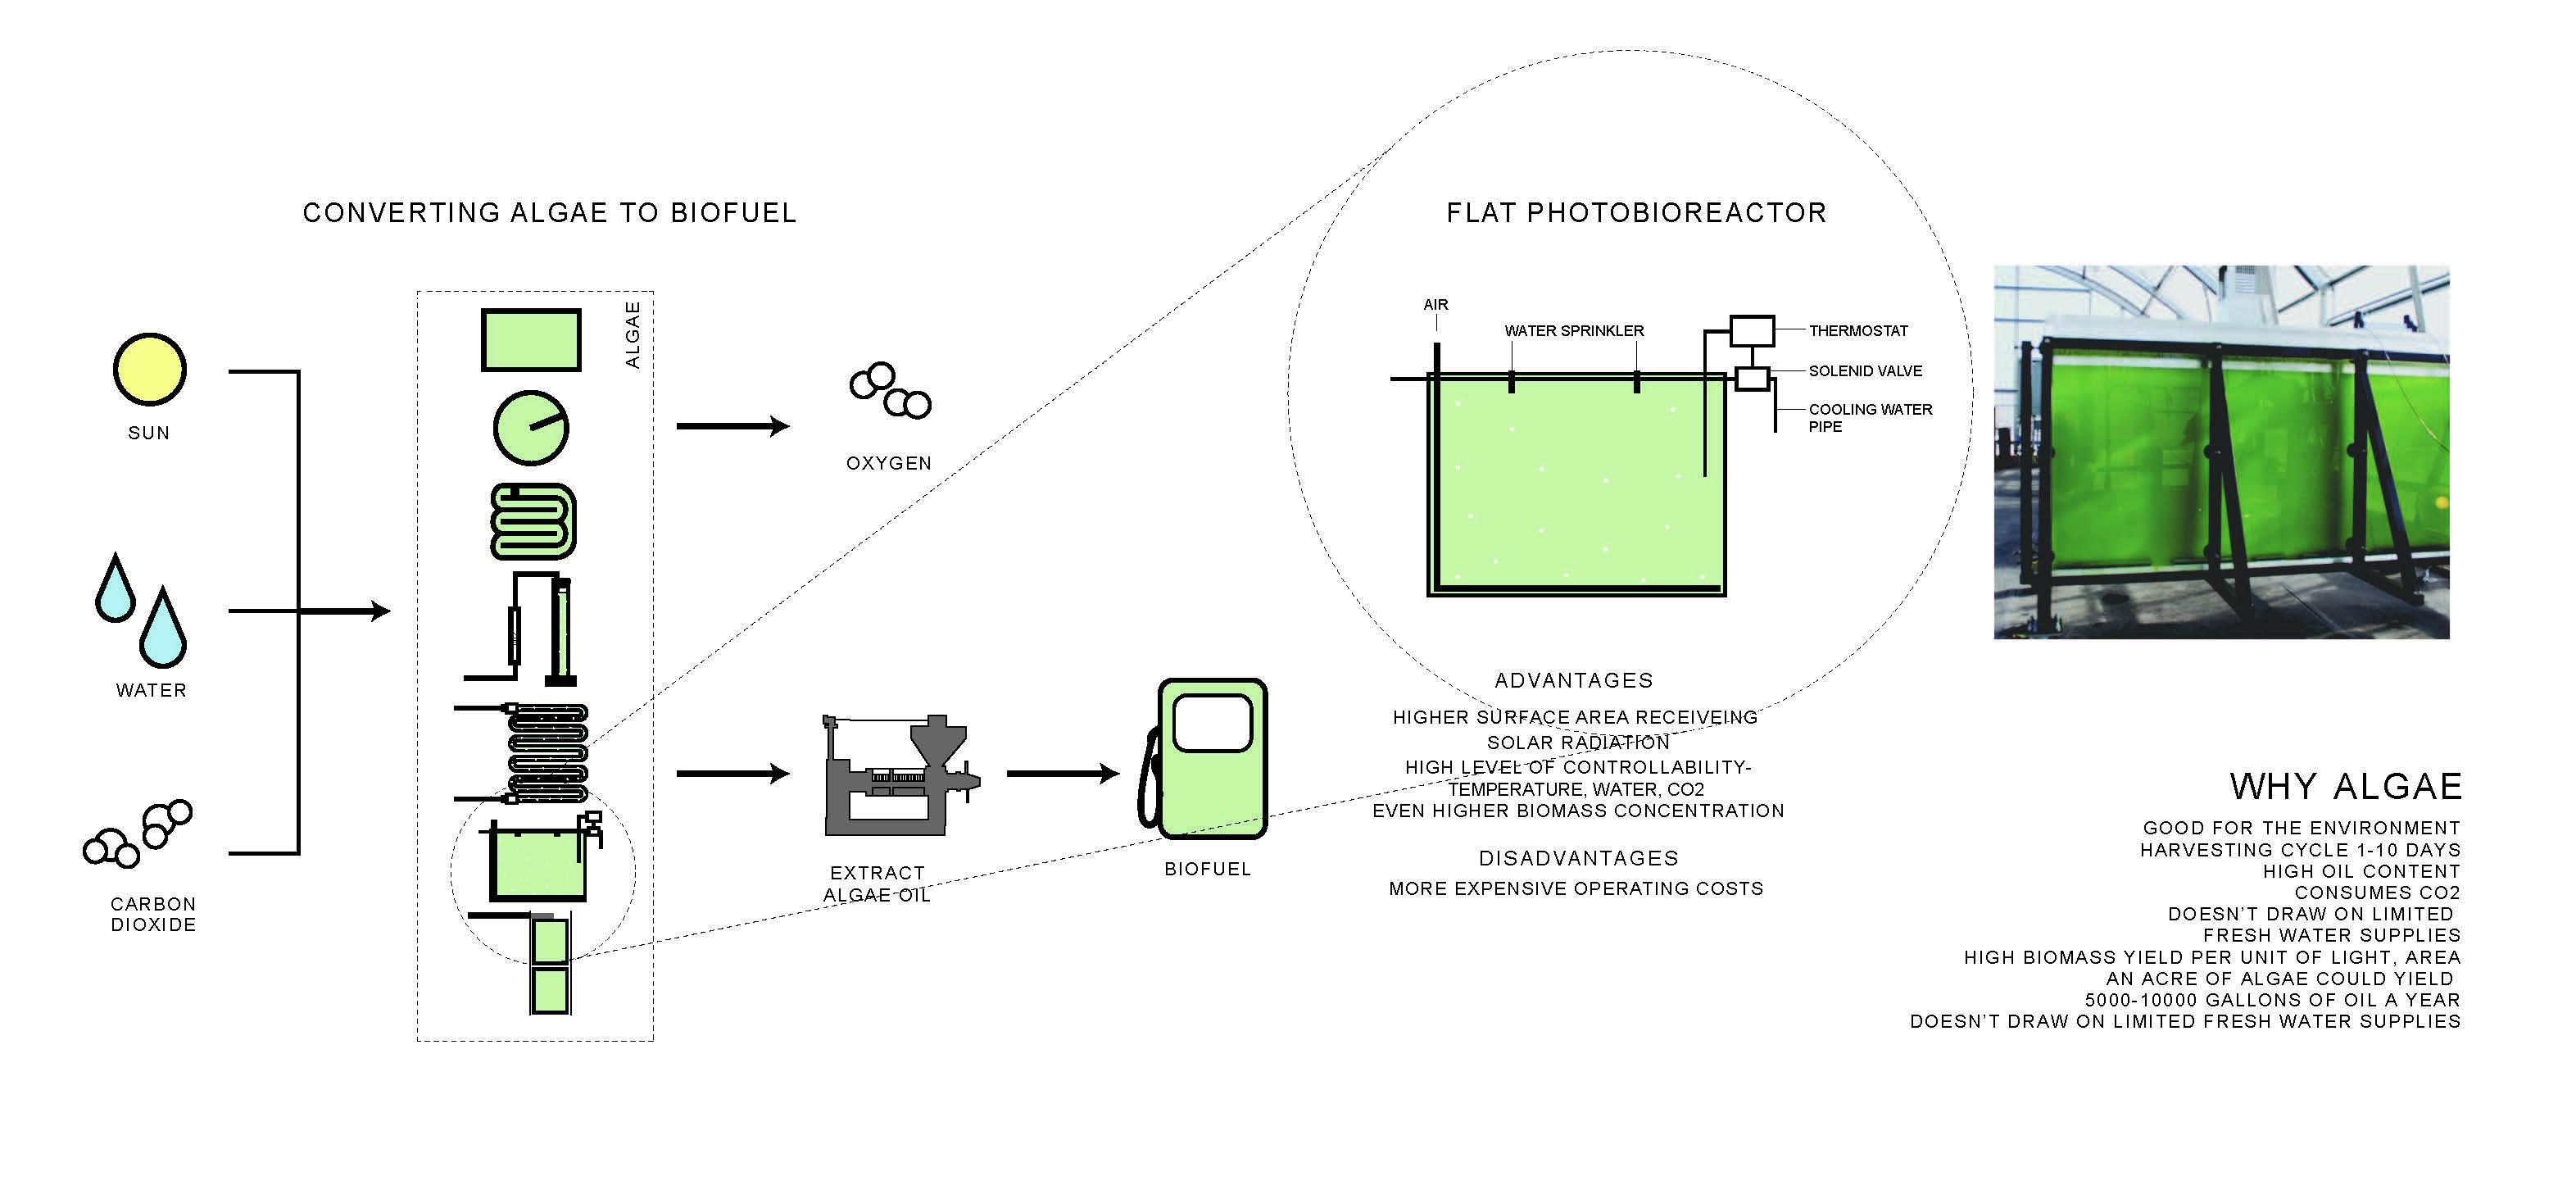 CONVERTING ALGAE TO BIOFUEL
SUN
WATER
CARBON
DIOXIDE
ALGAE
OXYGEN
EXTRACT
ALGAE OIL
BIOFUEL
FLAT PHOTOBIOREACTOR
AIR
WATER SPRINKLER
THERMOSTAT
SOLENID VALVE
COOLING WATER
PIPE
ADVANTAGES
HIGHER SURFACE AREA RECEIVEING
SOLAR RADIATION
HIGH LEVEL OF CONTROLLABILITY-
TEMPERATURE, WATER, CO2
EVEN HIGHER BIOMASS CONCENTRATION
DISADVANTAGES
MORE EXPENSIVE OPERATING COSTS
WHY ALGAE
GOOD FOR THE ENVIRONMENT
HARVESTING CYCLE 1-10 DAYS
HIGH OIL CONTENT
CONSUMES CO2
DOESN'T DRAW ON LIMITED
FRESH WATER SUPPLIES
HIGH BIOMASS YIELD PER UNIT OF LIGHT, AREA
AN ACRE OF ALGAE COULD YIELD
5000-10000 GALLONS OF OIL A YEAR
DOESN'T DRAW ON LIMITED FRESH WATER SUPPLIES